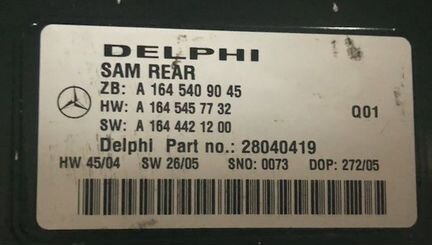 DELPHI
SAM REAR
ZB: A 164 540 90 45
HW: A 164 545 77 32 Q01
SW: A 164 442 12 00
Delphi Part no.: 28040419
HW 45/04 SW 26/05 SNO: 0073 DOP: 272/05